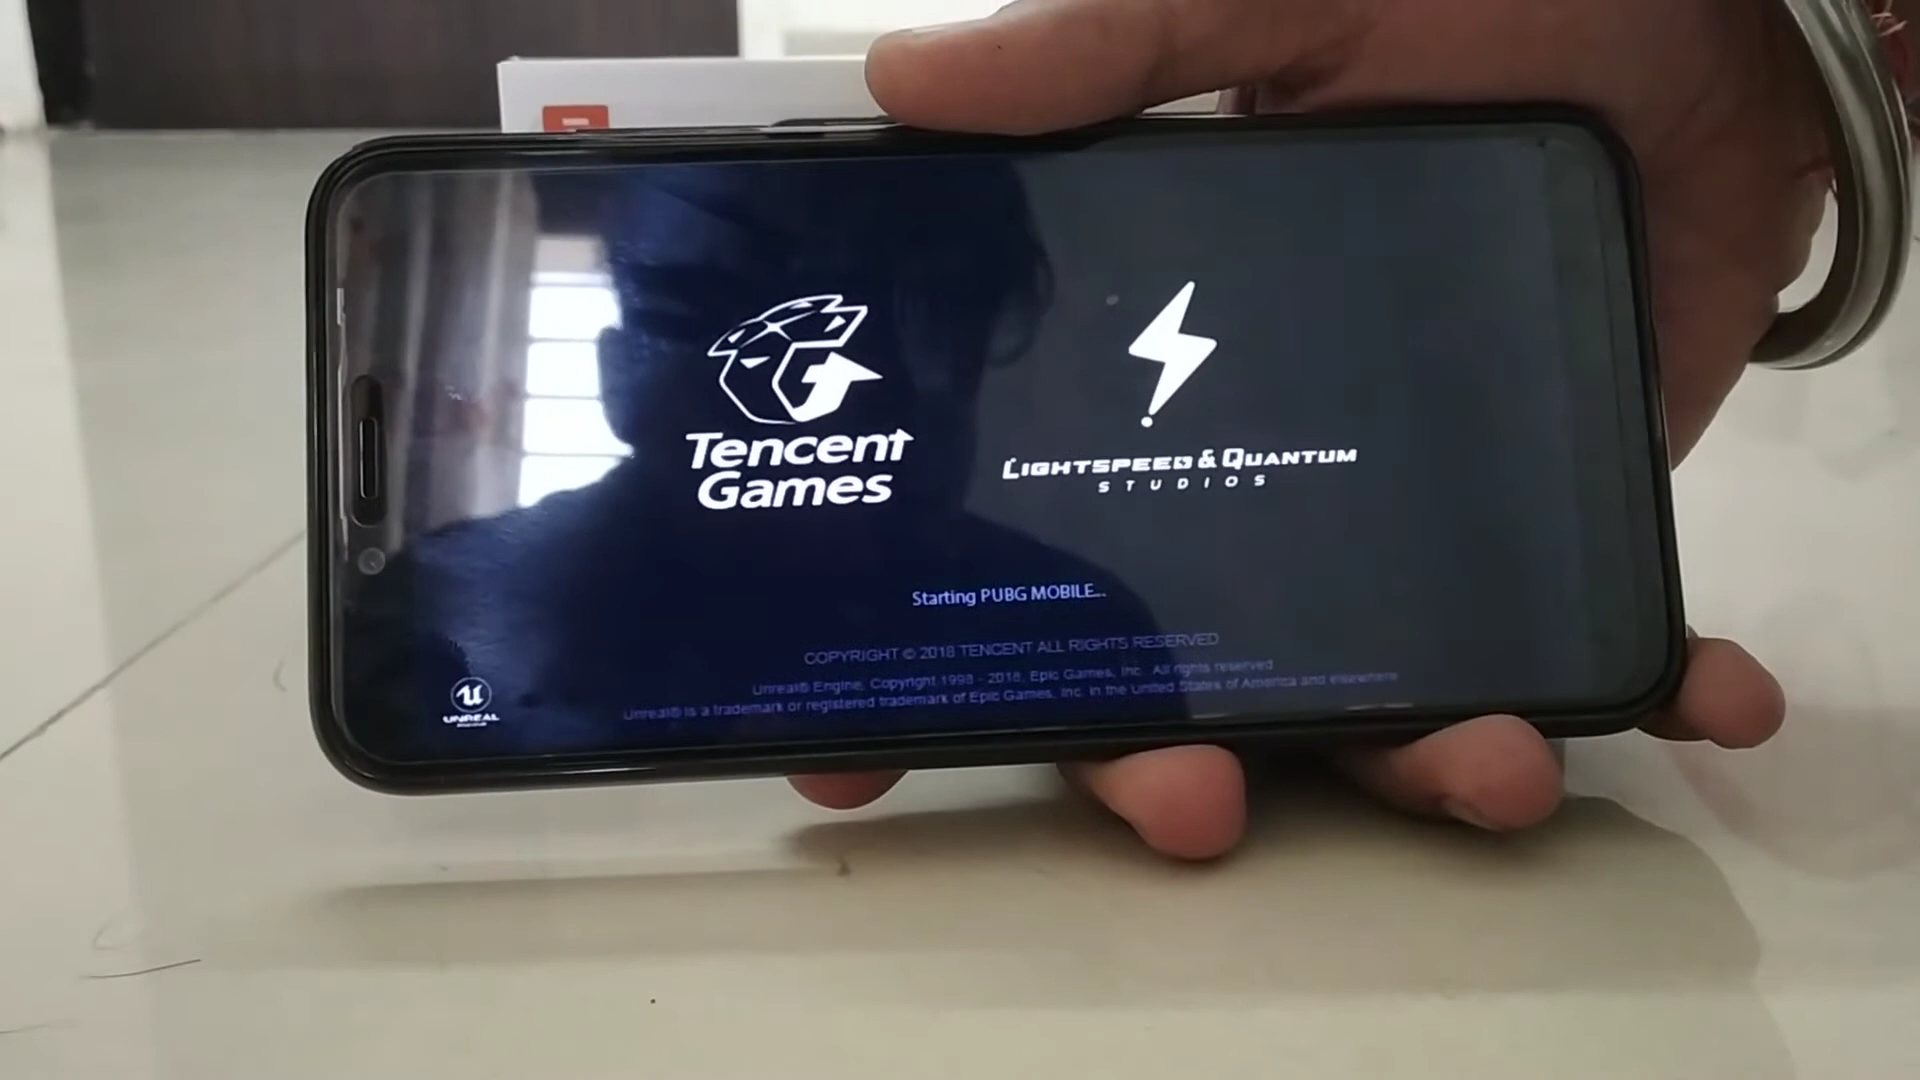 Tencent
Games
LIGHTSPEED & QUANTUM
STUDIOS
Starting PUBG MOBILE...
COPYRIGHT © 2018 TENCENT ALL RIGHTS RESERVED
Unreal® Engine, Copyright 1998 - 2018, Epic Games, Inc. All rights reserved
Unreal® is a trademark or registered trademark of Epic Games, Inc. in the United States of America and elsewhere
UNREAL